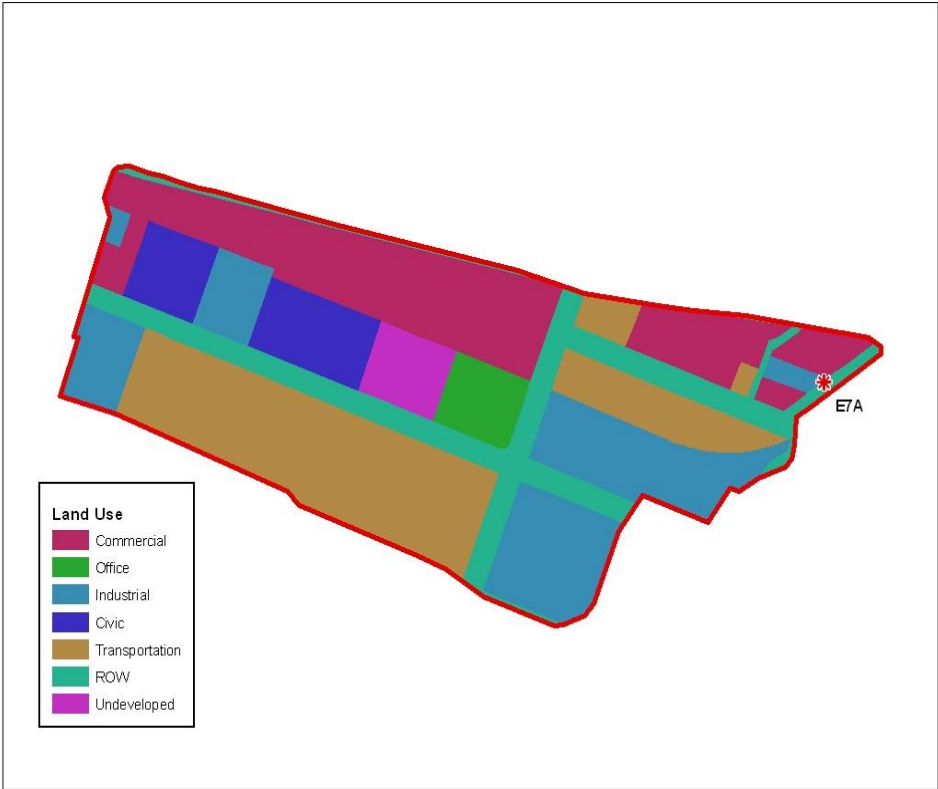 E7A
Land Use
Commercial
Office
Industrial
Civic
Transportation
ROW
Undeveloped